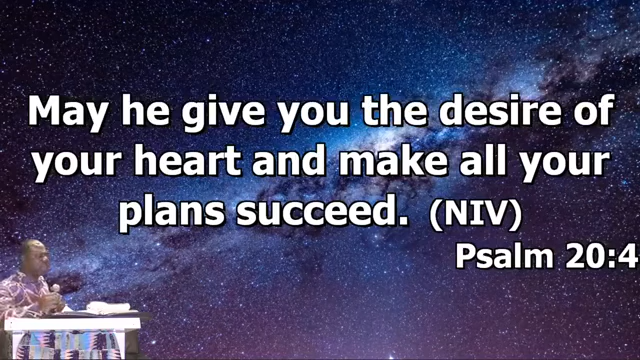 May he give you the desire of
your heart and make all your
plans succeed. (NIV)
Psalm 20:4